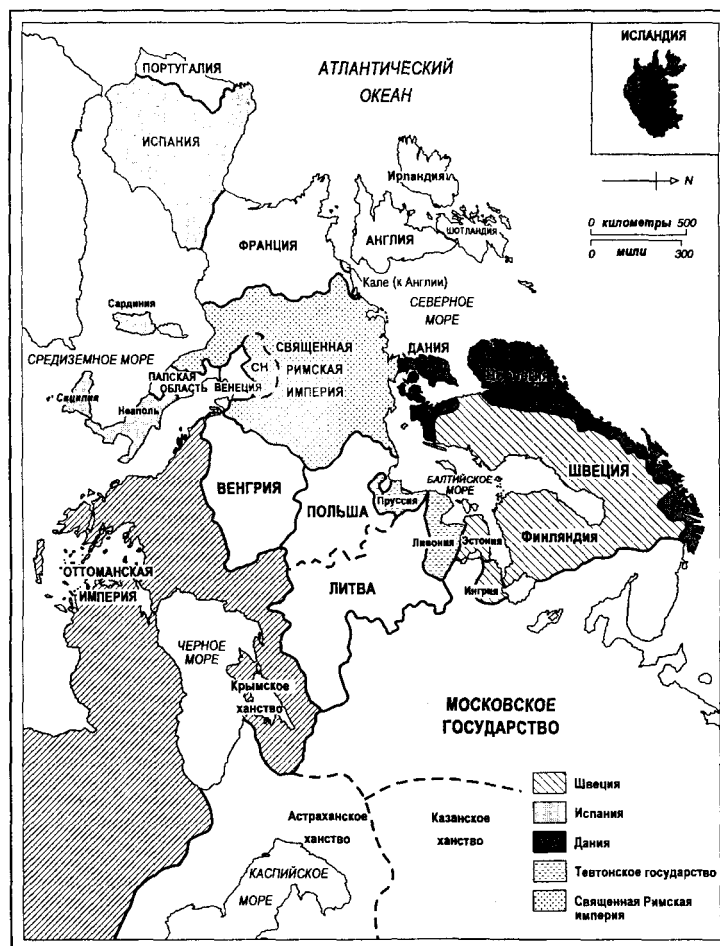 ИСЛАНДИЯ
ПОРТУГАЛИЯ
АТЛАНТИЧЕСКИЙ
ОКЕАН
ИСПАНИЯ
Ирландия
N
0 километры 500
0 мили 300
ФРАНЦИЯ
АНГЛИЯ
ШОТЛАНДИЯ
Кале (к Англии)
Сардиния
СЕВЕРНОЕ
МОРЕ
СРЕДИЗЕМНОЕ МОРЕ
СВЯЩЕННАЯ
РИМСКАЯ
ИМПЕРИЯ
СН
ДАНИЯ
ПАПСКАЯ
ОБЛАСТЬ
ВЕНЕЦИЯ
Сицилия
Неаполь
ШВЕЦИЯ
ВЕНГРИЯ
ПОЛЬША
Пруссия
БАЛТИЙСКОЕ
МОРЕ
Ливония
Эстония
ФИНЛЯНДИЯ
ОТТОМАНСКАЯ
ИМПЕРИЯ
ЛИТВА
Ингрия
ЧЕРНОЕ
МОРЕ
Крымское
ханство
МОСКОВСКОЕ
ГОСУДАРСТВО
Астраханское
ханство
Казанское
ханство
КАСПИЙСКОЕ
МОРЕ
Швеция
Испания
Дания
Тевтонское государство
Священная Римская
империя